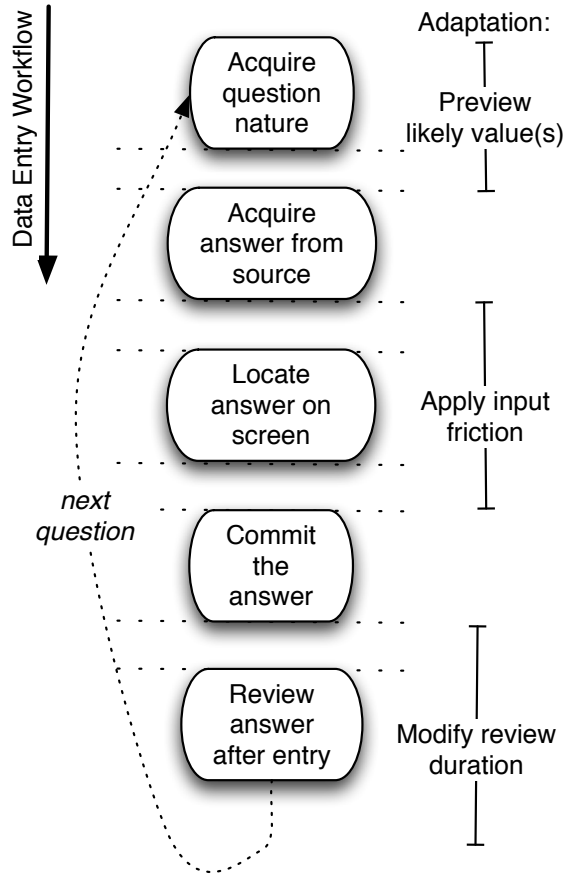 Data Entry Workflow
Adaptation:
Acquire
question
nature
Preview
likely value(s)
Acquire
answer from
source
Locate
answer on
screen
Apply input
friction
next
question
Commit
the
answer
Review
answer
after entry
Modify review
duration